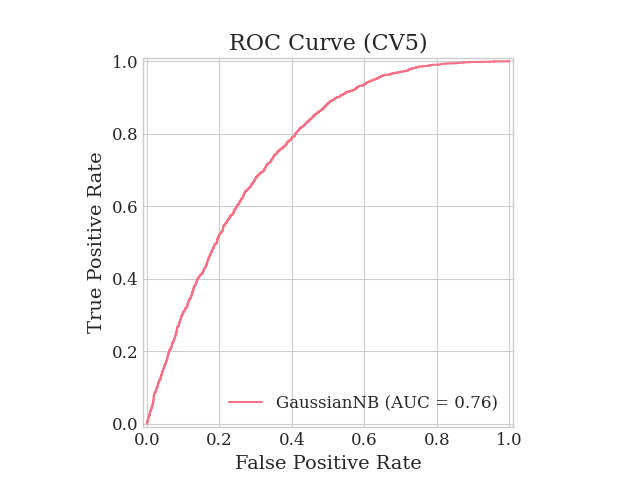 ROC Curve (CV5)
1.0
0.8
0.6
0.4
0.2
0.0
True Positive Rate
GaussianNB (AUC = 0.76)
0.0 0.2 0.4 0.6 0.8 1.0
False Positive Rate